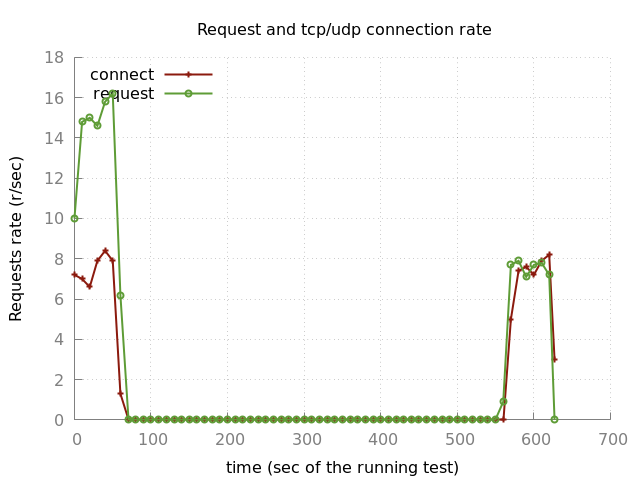 Request and tcp/udp connection rate
connect
request
18
16
14
12
10
8
6
4
2
0
Requests rate (r/sec)
0 100 200 300 400 500 600 700
time (sec of the running test)